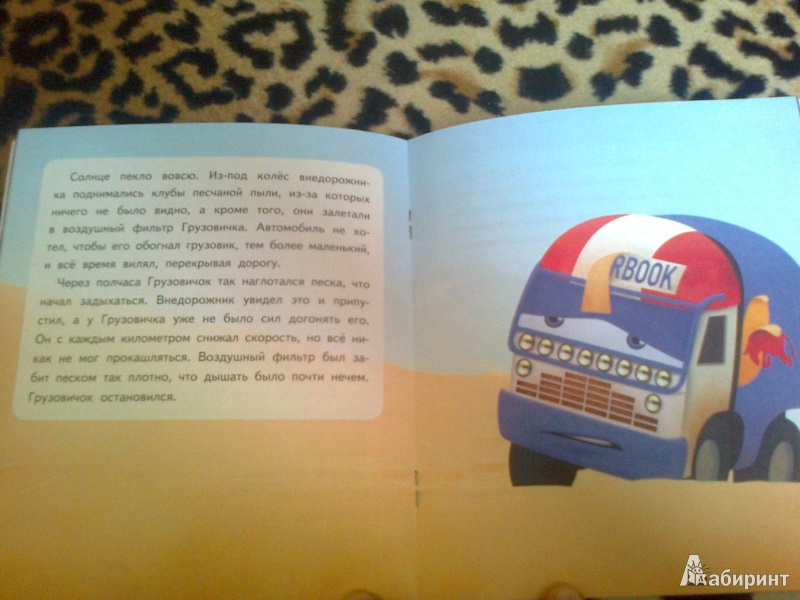 Солнце пекло вовсю. Из-под колёс внедорожни-
ка поднимались клубы песчаной пыли, из-за которых
ничего не было видно, а кроме того, они залетали
в воздушный фильтр Грузовичка. Автомобиль не хо-
тел, чтобы его обогнал грузовик, тем более маленький,
и всё время вилял, перекрывая дорогу.
Через полчаса Грузовичок так наглотался песка, что
начал задыхаться. Внедорожник увидел это и припу-
стил, а у Грузовичка уже не было сил догонять его.
Он с каждым километром снижал скорость, но всё ни-
как не мог прокашляться. Воздушный фильтр был за-
бит песком так плотно, что дышать было почти нечем.
Грузовичок остановился.
RBOOK
Лабиринт